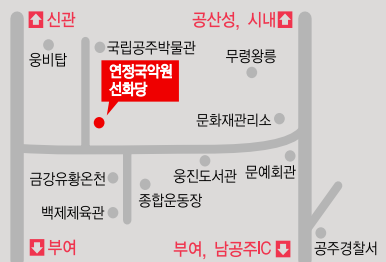 신관
공산성, 시내
웅비탑
국립공주박물관
무령왕릉
연정국악원
선화당
문화재관리소
금강유황온천
웅진도서관
문예회관
백제체육관
종합운동장
부여
부여, 남공주IC
공주경찰서